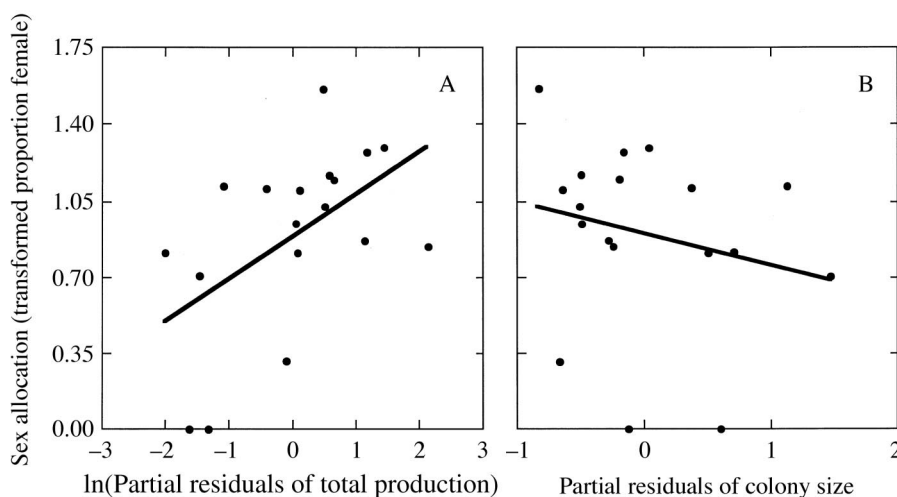 Sex allocation (transformed proportion female)
1.75
1.40
1.05
0.70
0.35
0.00
A
−3 −2 −1 0 1 2 3
ln(Partial residuals of total production)
B
−1 0 1 2
Partial residuals of colony size